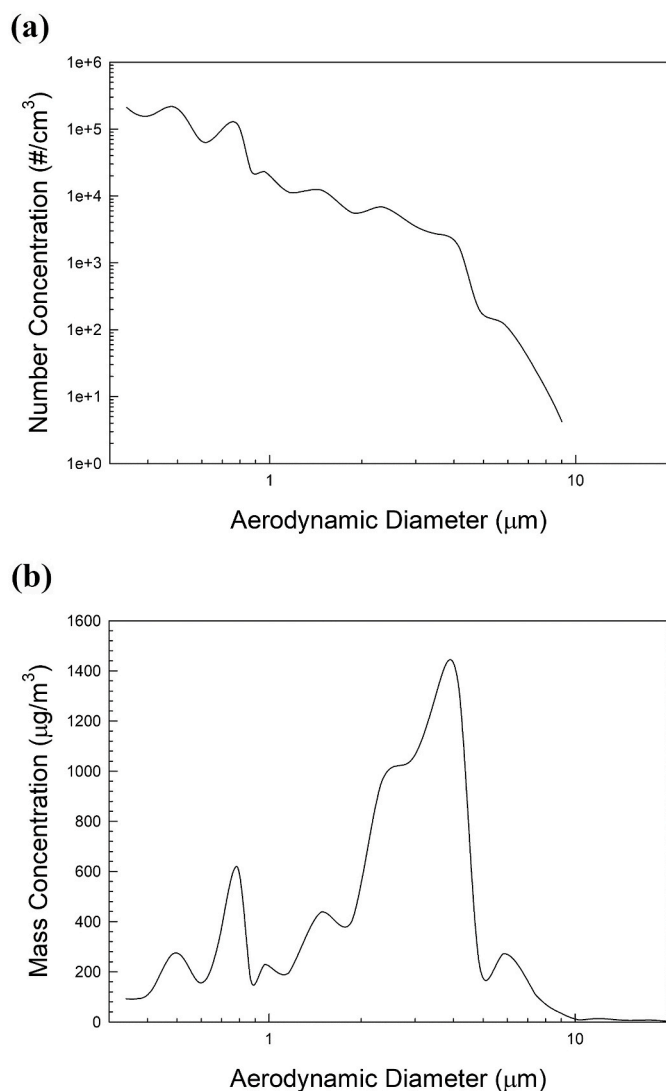 (a)
1e+6
1e+5
1e+4
1e+3
1e+2
1e+1
1e+0
Number Concentration (#/cm³)
1
10
Aerodynamic Diameter (μm)
(b)
1600
1400
1200
1000
800
600
400
200
0
Mass Concentration (μg/m³)
1
10
Aerodynamic Diameter (μm)